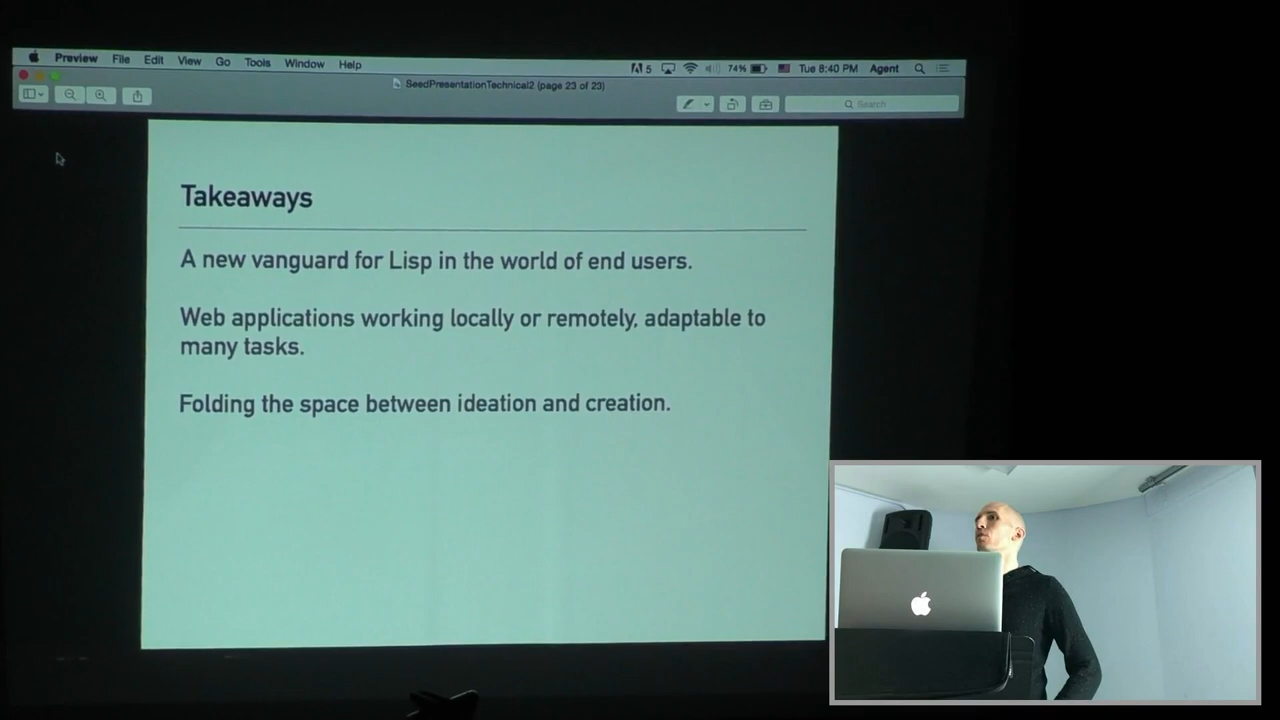 Preview File Edit View Go Tools Window Help
5 74% Tue 8:40 PM Agent
SeedPresentationTechnical2 (page 23 of 23)
Search
Takeaways
A new vanguard for Lisp in the world of end users.
Web applications working locally or remotely, adaptable to
many tasks.
Folding the space between ideation and creation.